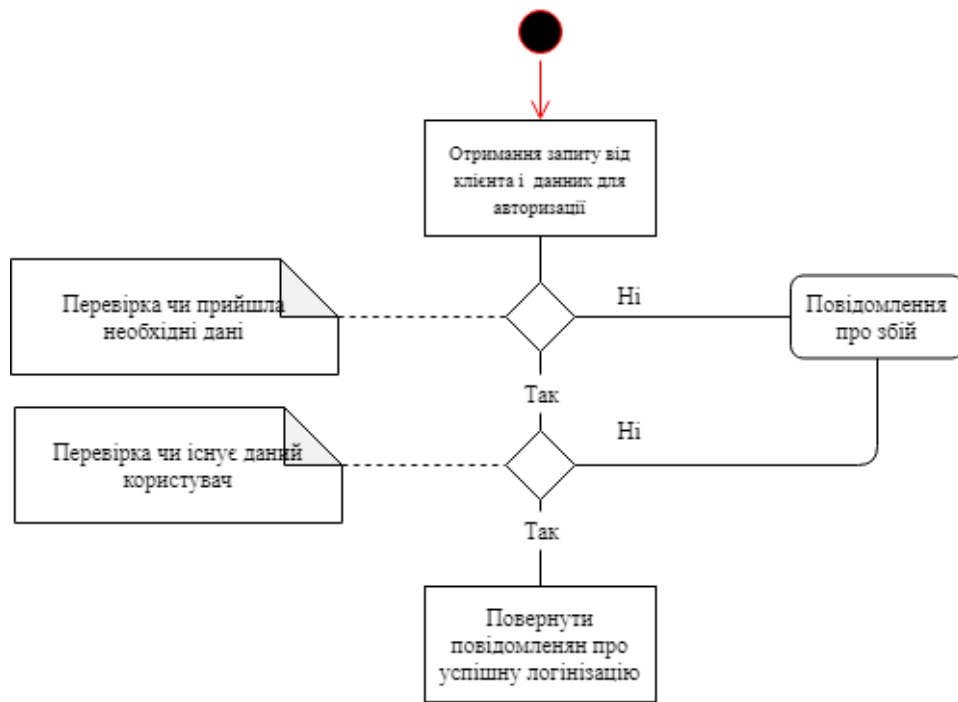 Отримання запиту від
клієнта і данних для
авторизації
Перевірка чи прийшла
необхідні дані
Ні
Повідомлення
про збій
Так
Перевірка чи існує даний
користувач
Ні
Так
Повернути
повідомленян про
успішну логінізацію